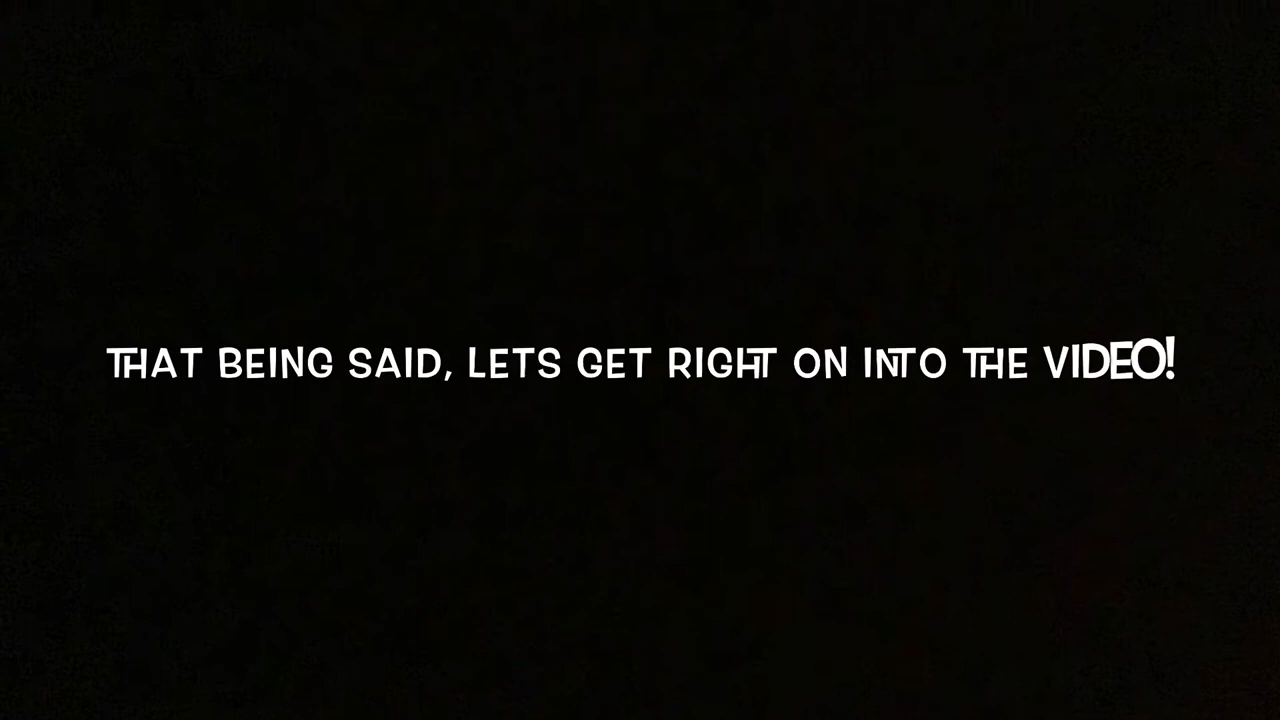 THAT BEING SAID, LETS GET RIGHT ON INTO THE VIDEO!